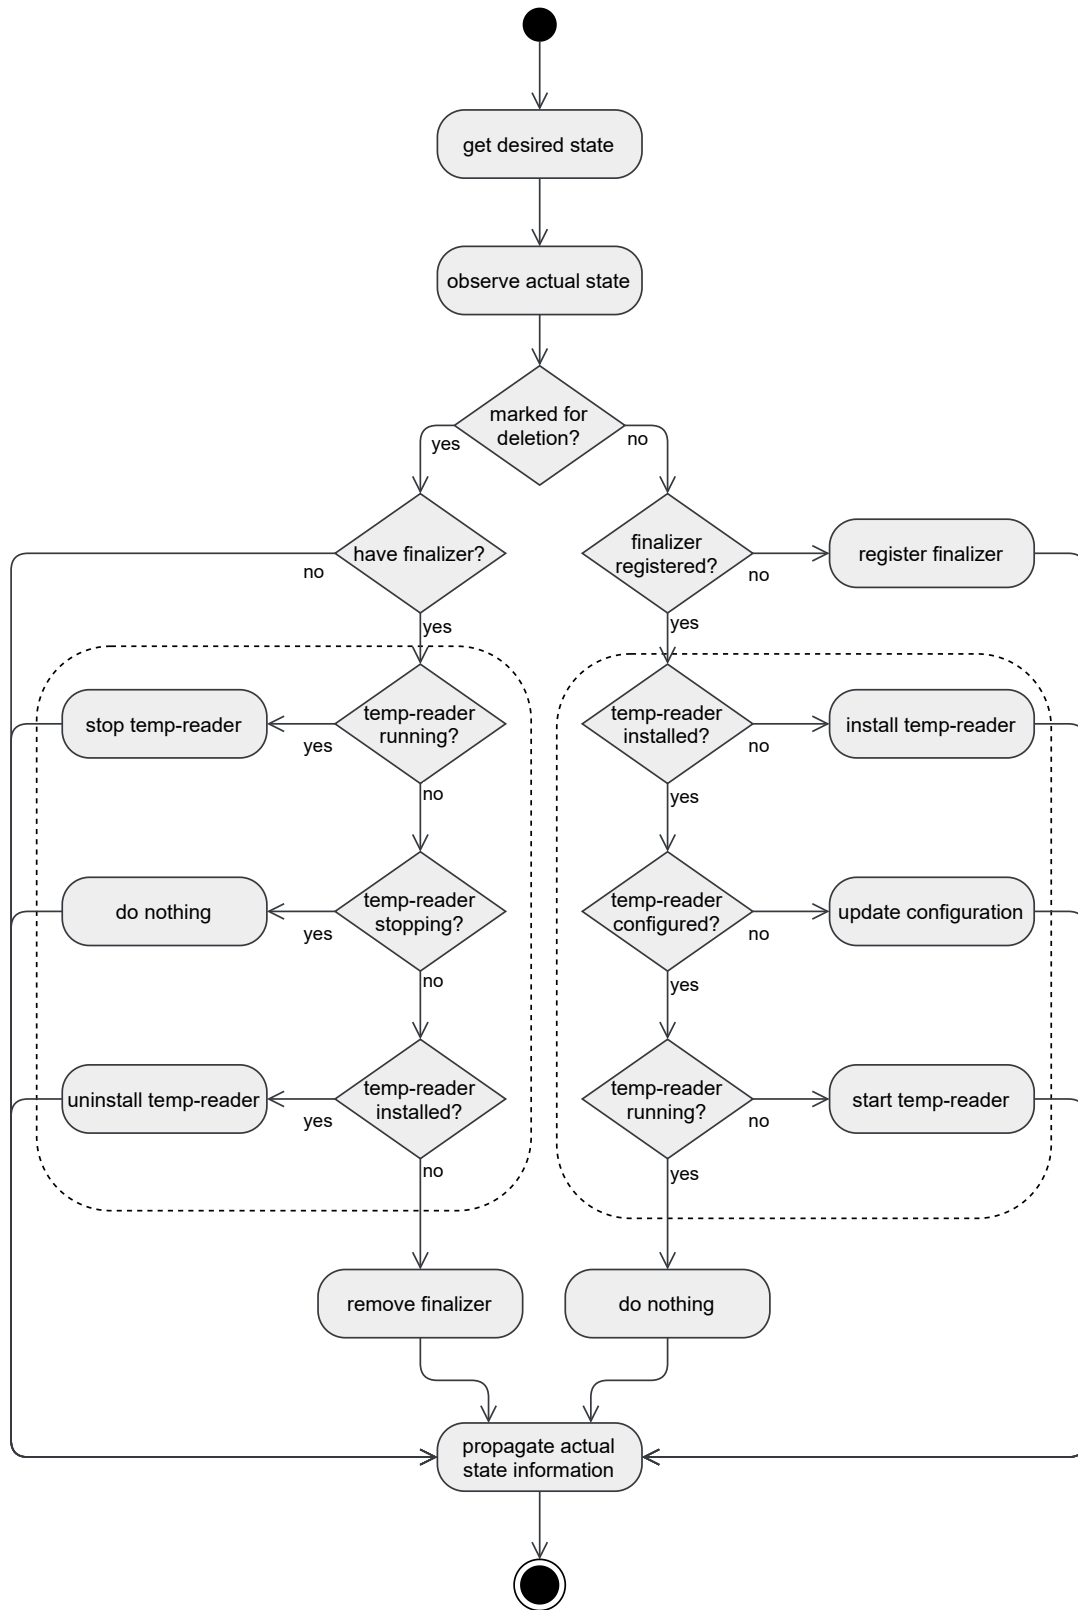 get desired state
observe actual state
marked for
deletion?
yes
no
have finalizer?
no
yes
finalizer
registered?
no
yes
register finalizer
stop temp-reader
temp-reader
running?
yes
no
temp-reader
installed?
no
yes
install temp-reader
do nothing
temp-reader
stopping?
yes
no
temp-reader
configured?
no
yes
update configuration
uninstall temp-reader
temp-reader
installed?
yes
no
temp-reader
running?
no
yes
start temp-reader
remove finalizer
do nothing
propagate actual
state information